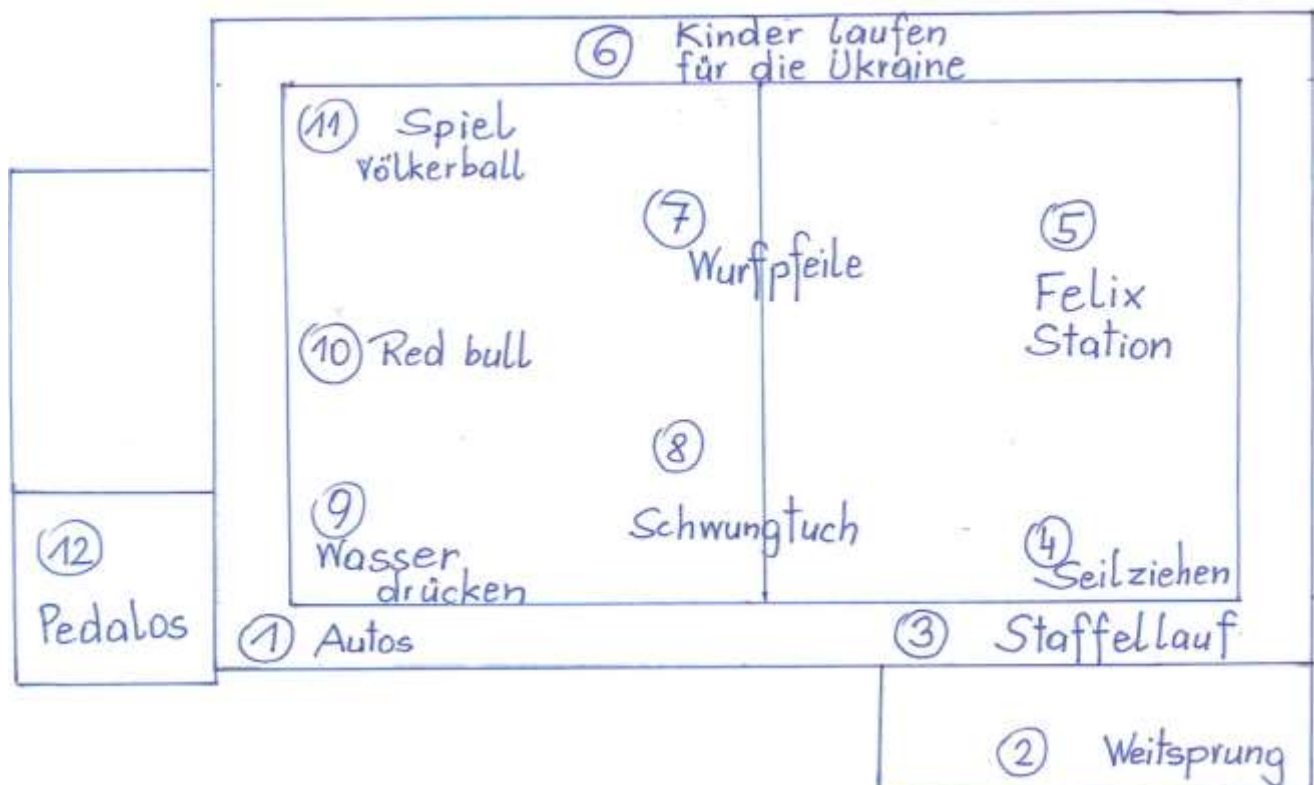 6 Kinder laufen
für die Ukraine
11 Spiel
Völkerball
7
Wurfpfeile
5
Felix
Station
10 Red bull
8
Schwungtuch
9
Wasser
drücken
4
Seilziehen
12
Pedalos
1 Autos
3 Staffellauf
2 Weitsprung